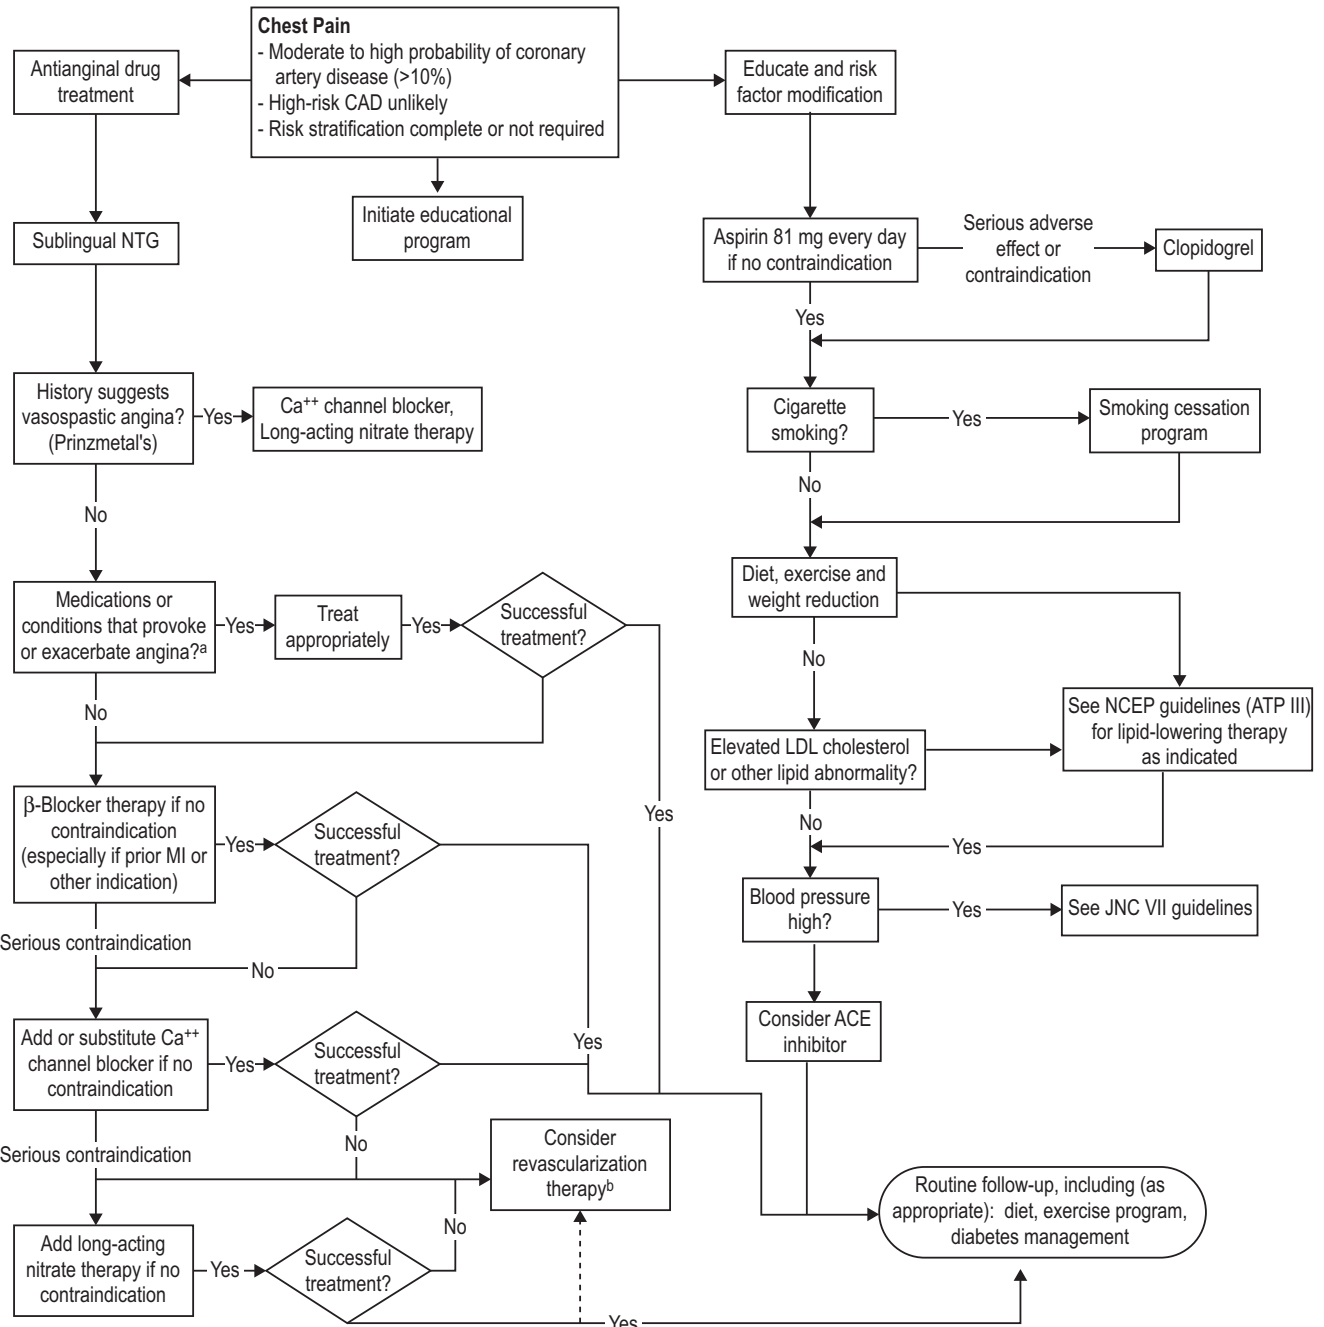 Chest Pain
- Moderate to high probability of coronary
artery disease (>10%)
- High-risk CAD unlikely
- Risk stratification complete or not required
Antianginal drug
treatment
Educate and risk
factor modification
Initiate educational
program
Sublingual NTG
Aspirin 81 mg every day
if no contraindication
Serious adverse
effect or
contraindication
Clopidogrel
Yes
History suggests
vasospastic angina?
(Prinzmetal's)
Yes
Ca++ channel blocker,
Long-acting nitrate therapy
Cigarette
smoking?
Yes
Smoking cessation
program
No
No
Medications or
conditions that provoke
or exacerbate angina?a
Yes
Treat
appropriately
Yes
Successful
treatment?
Diet, exercise and
weight reduction
No
No
See NCEP guidelines (ATP III)
for lipid-lowering therapy
as indicated
Elevated LDL cholesterol
or other lipid abnormality?
β-Blocker therapy if no
contraindication
(especially if prior MI or
other indication)
Yes
Successful
treatment?
Yes
No
Yes
Blood pressure
high?
Yes
See JNC VII guidelines
Serious contraindication
No
Add or substitute Ca++
channel blocker if no
contraindication
Yes
Successful
treatment?
Yes
Consider ACE
inhibitor
Serious contraindication
No
Consider
revascularization
therapyb
Routine follow-up, including (as
appropriate): diet, exercise program,
diabetes management
No
Add long-acting
nitrate therapy if no
contraindication
Yes
Successful
treatment?
Yes